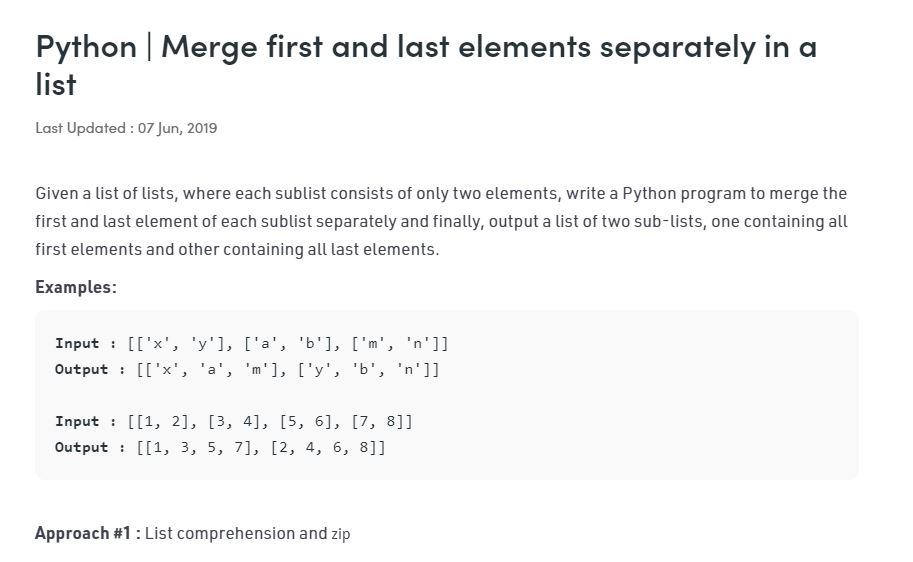 Python | Merge first and last elements separately in a
list
Last Updated : 07 Jun, 2019
Given a list of lists, where each sublist consists of only two elements, write a Python program to merge the
first and last element of each sublist separately and finally, output a list of two sub-lists, one containing all
first elements and other containing all last elements.
Examples:
Input : [['x', 'y'], ['a', 'b'], ['m', 'n']]
Output : [['x', 'a', 'm'], ['y', 'b', 'n']]
Input : [[1, 2], [3, 4], [5, 6], [7, 8]]
Output : [[1, 3, 5, 7], [2, 4, 6, 8]]
Approach #1 : List comprehension and zip